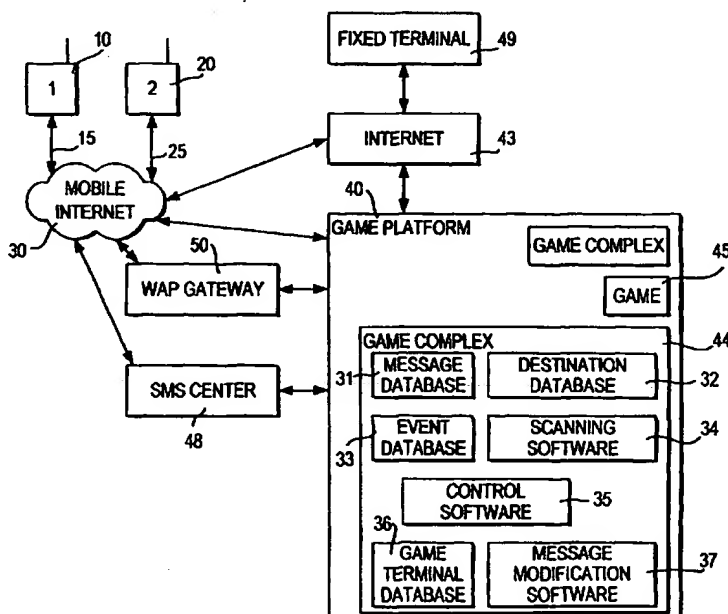 10
20
1
2
15
25
FIXED TERMINAL
49
INTERNET
43
MOBILE
INTERNET
30
40
GAME PLATFORM
GAME COMPLEX
45
GAME
50
WAP GATEWAY
SMS CENTER
48
GAME COMPLEX
44
31
MESSAGE
DATABASE
DESTINATION
DATABASE
32
33
EVENT
DATABASE
SCANNING
SOFTWARE
34
CONTROL
SOFTWARE
35
36
GAME
TERMINAL
DATABASE
MESSAGE
MODIFICATION
SOFTWARE
37